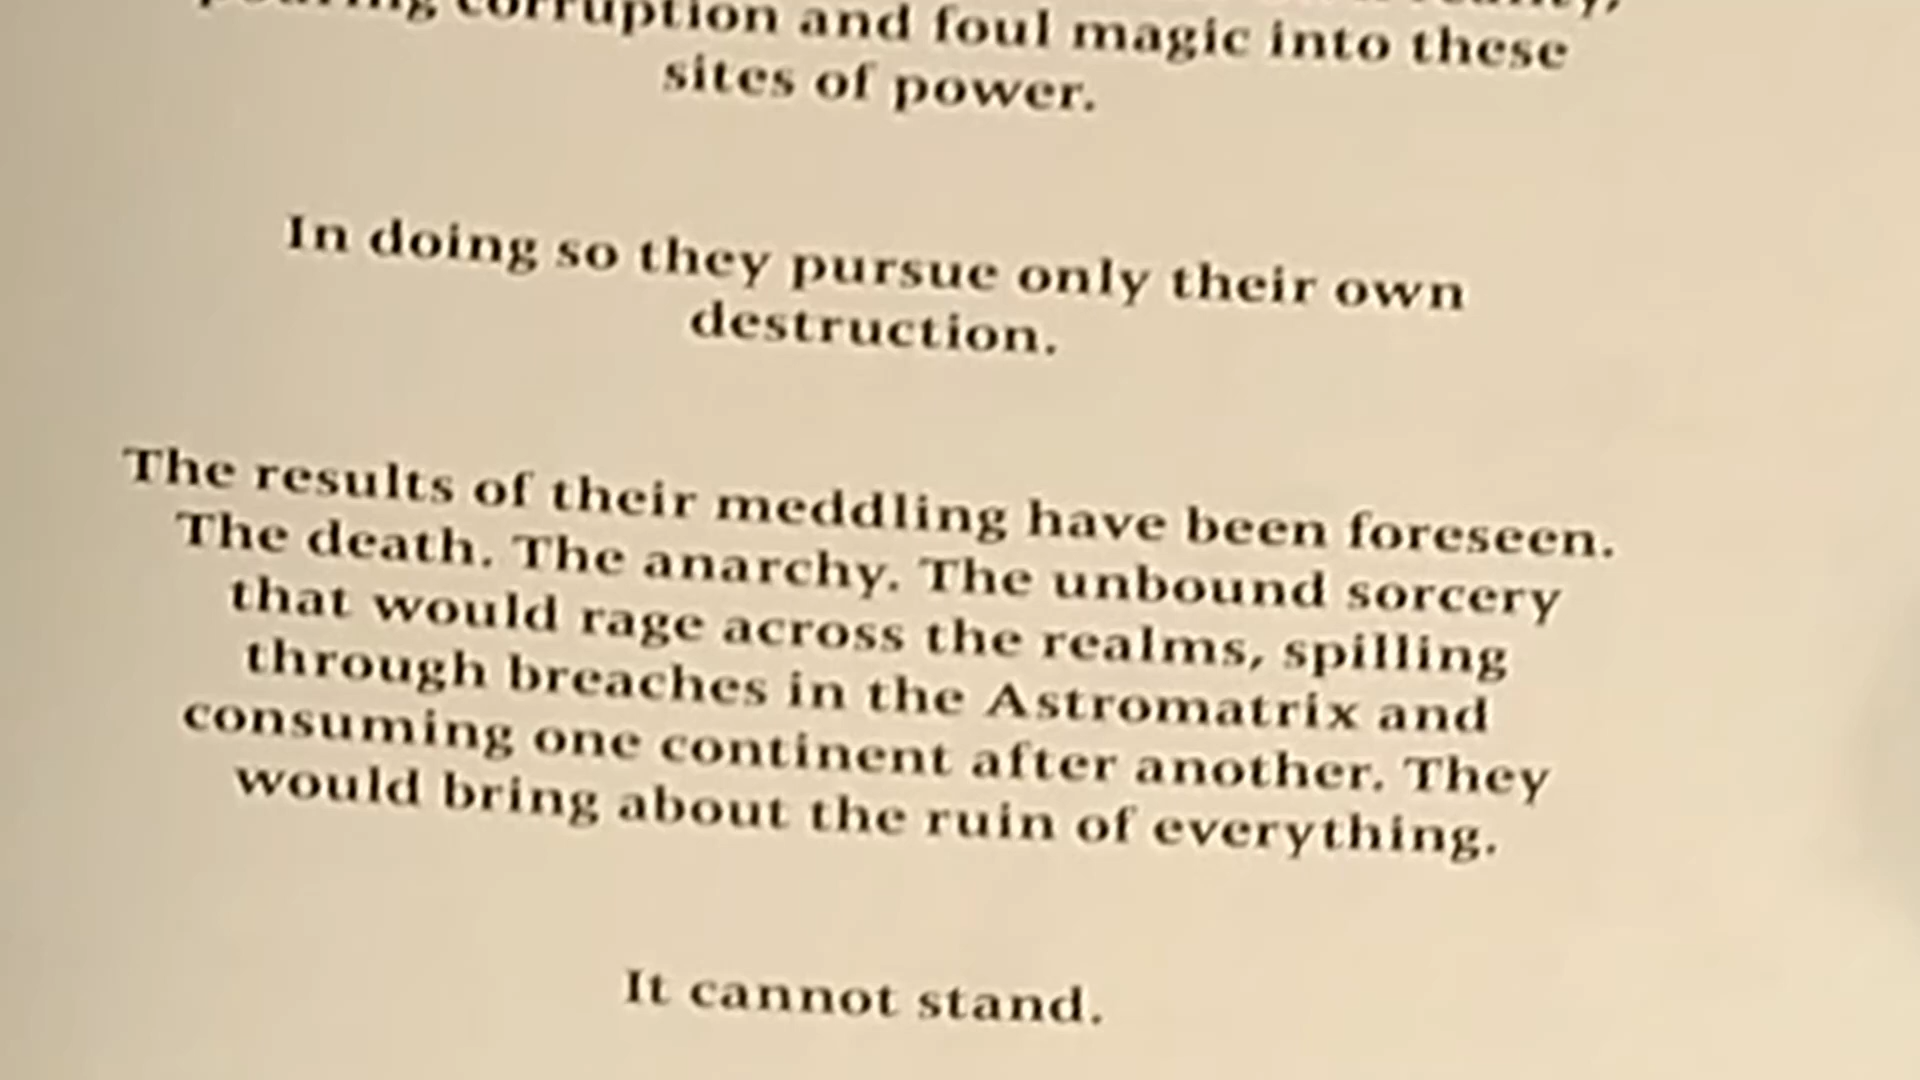 pouring corruption and foul magic into these
sites of power.
In doing so they pursue only their own
destruction.
The results of their meddling have been foreseen.
The death. The anarchy. The unbound sorcery
that would rage across the realms, spilling
through breaches in the Astromatrix and
consuming one continent after another. They
would bring about the ruin of everything.
It cannot stand.